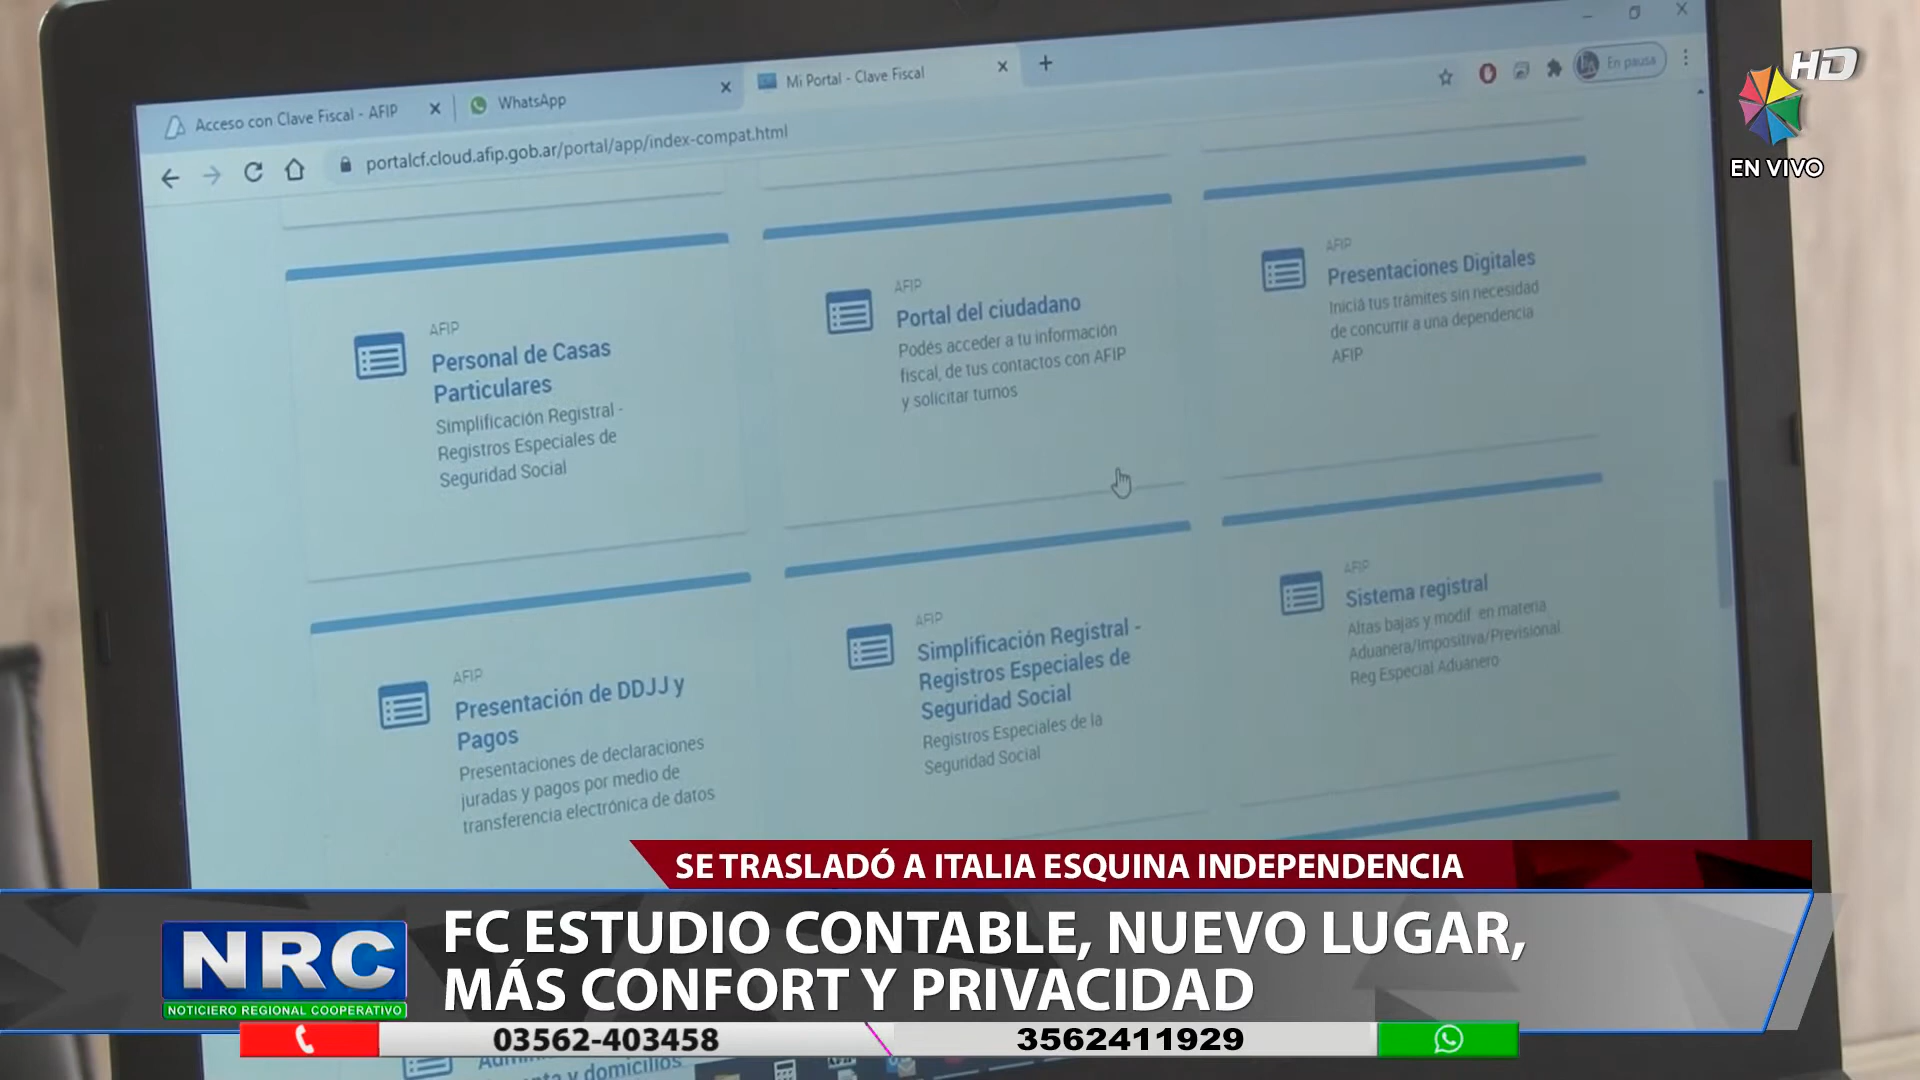 Acceso con Clave Fiscal - AFIP
WhatsApp
Mi Portal - Clave Fiscal
En pausa
portalcf.cloud.afip.gob.ar/portal/app/index-compat.html
HD
EN VIVO
AFIP
Personal de Casas
Particulares
Simplificación Registral -
Registros Especiales de
Seguridad Social
AFIP
Portal del ciudadano
Podés acceder a tu información
fiscal, de tus contactos con AFIP
y solicitar turnos
AFIP
Presentaciones Digitales
Iniciá tus trámites sin necesidad
de concurrir a una dependencia
AFIP
AFIP
Presentación de DDJJ y
Pagos
Presentaciones de declaraciones
juradas y pagos por medio de
transferencia electrónica de datos
AFIP
Simplificación Registral -
Registros Especiales de
Seguridad Social
Registros Especiales de la
Seguridad Social
AFIP
Sistema registral
Altas bajas y modif en materia
Aduanera/Impositiva/Previsional
Reg Especial Aduanero
SE TRASLADÓ A ITALIA ESQUINA INDEPENDENCIA
NRC
NOTICIERO REGIONAL COOPERATIVO
FC ESTUDIO CONTABLE, NUEVO LUGAR,
MÁS CONFORT Y PRIVACIDAD
03562-403458
3562411929
y domicilios